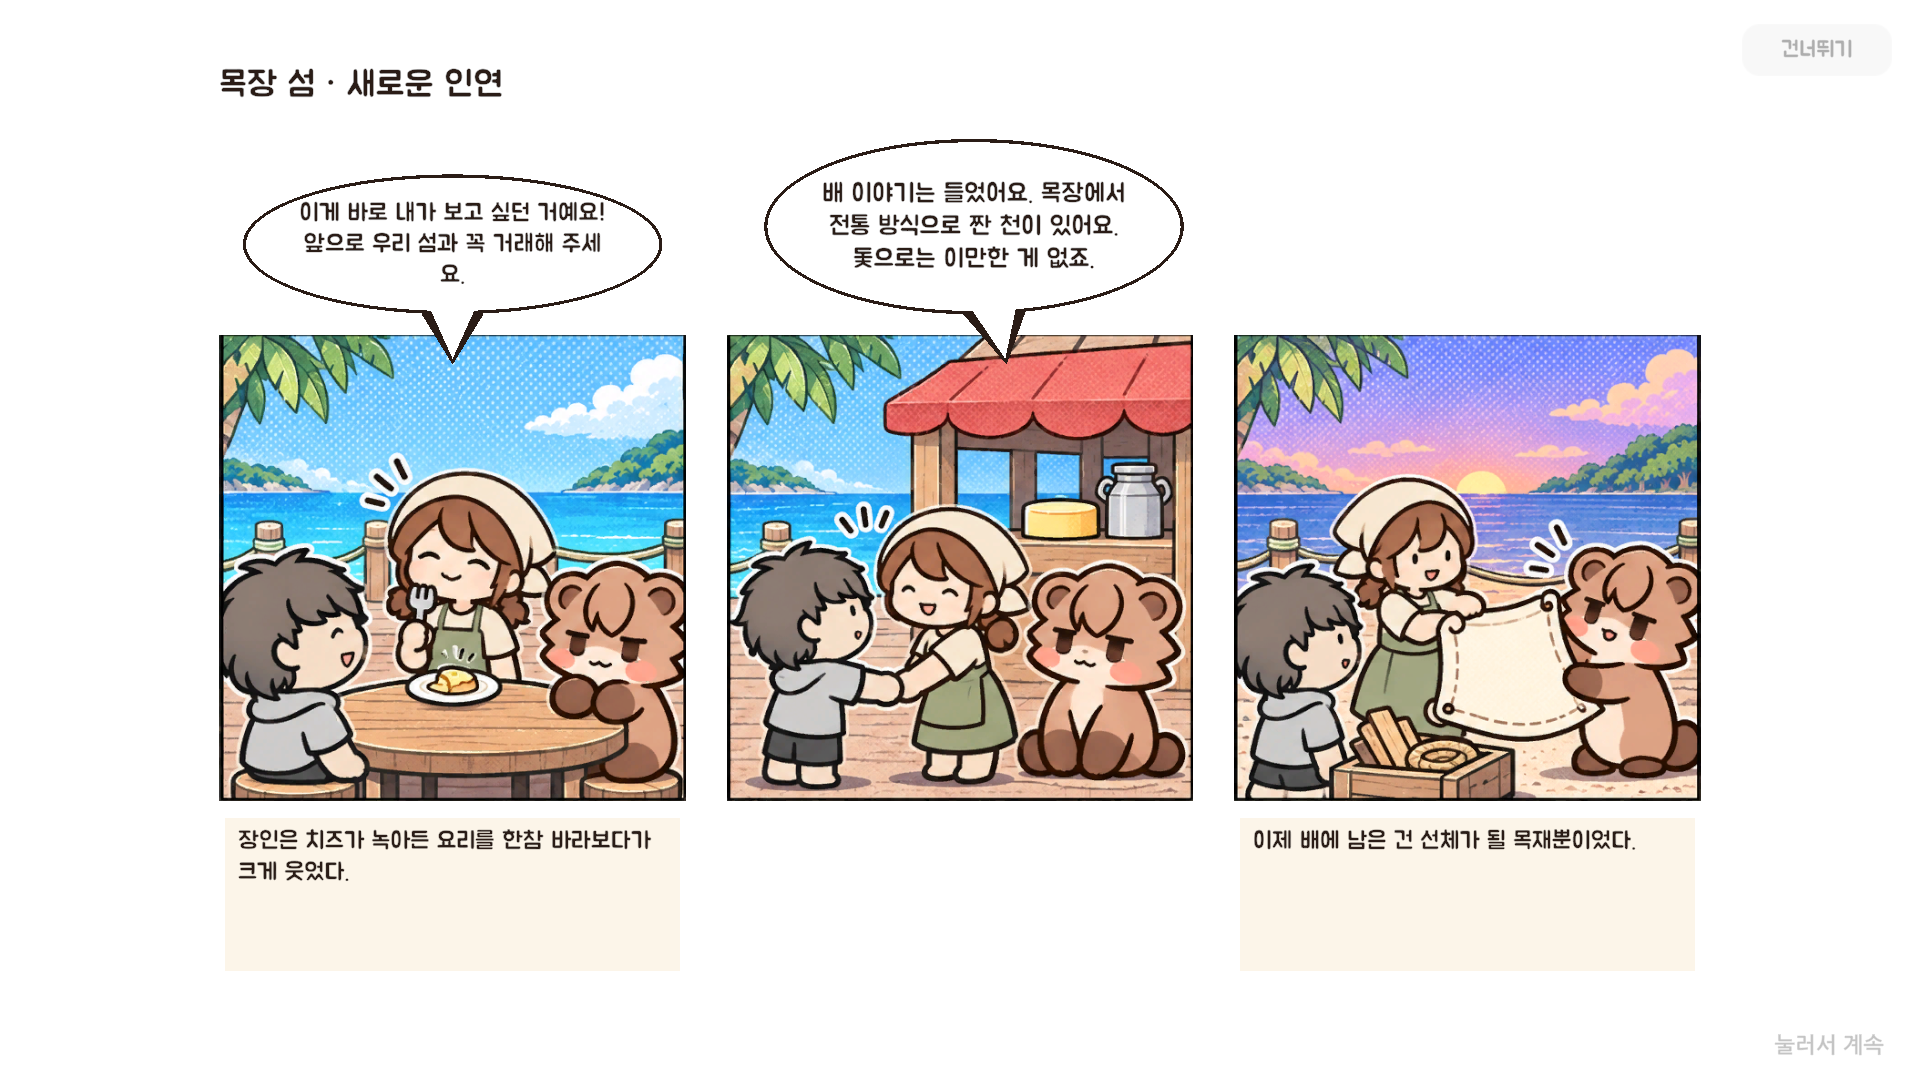 건너뛰기
목장 섬 · 새로운 인연
이게 바로 내가 보고 싶던 거예요!
앞으로 우리 섬과 꼭 거래해 주세
요.
배 이야기는 들었어요. 목장에서
전통 방식으로 짠 천이 있어요.
돛으로는 이만한 게 없죠.
장인은 치즈가 녹아든 요리를 한참 바라보다가
크게 웃었다.
이제 배에 남은 건 선체가 될 목재뿐이었다.
눌러서 계속